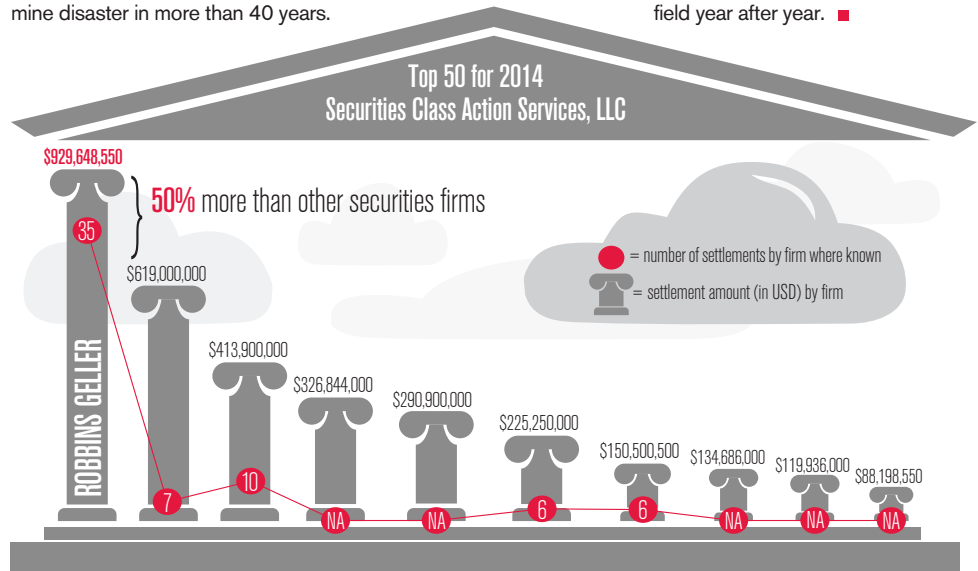 mine disaster in more than 40 years.
field year after year.
Top 50 for 2014
Securities Class Action Services, LLC
$929,648,550
50% more than other securities firms
35
= number of settlements by firm where known
= settlement amount (in USD) by firm
$619,000,000
$413,900,000
$326,844,000
$290,900,000
$225,250,000
$150,500,500
$134,686,000
$119,936,000
$88,198,550
ROBBINS GELLER
7
10
NA
NA
6
6
NA
NA
NA